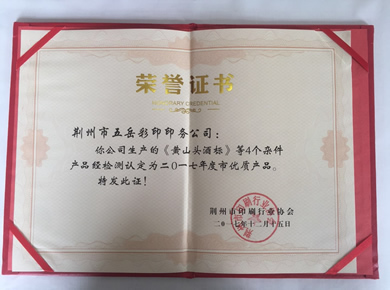 荣誉证书
HONORARY CREDENTIAL
荆州市五岳彩印印务公司：
你公司生产的《黄山头酒标》等4个杂件
产品经检测认定为二〇一七年度市优质产品。
特发此证！
荆州市印刷行业协会
二〇一七年十二月十五日